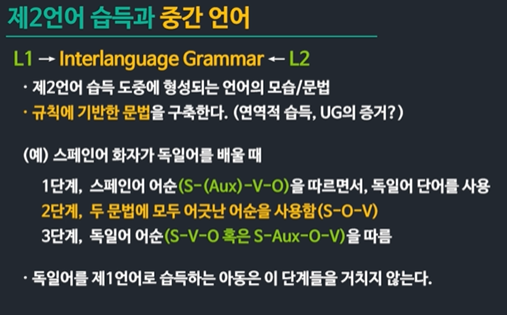 제2언어 습득과 중간 언어
L1 → Interlanguage Grammar ← L2
· 제2언어 습득 도중에 형성되는 언어의 모습/문법
· 규칙에 기반한 문법을 구축한다. (연역적 습득, UG의 증거?)
(예) 스페인어 화자가 독일어를 배울 때
1단계, 스페인어 어순(S-(Aux)-V-O)을 따르면서, 독일어 단어를 사용
2단계, 두 문법에 모두 어긋난 어순을 사용함(S-O-V)
3단계, 독일어 어순(S-V-O 혹은 S-Aux-O-V)을 따름
· 독일어를 제1언어로 습득하는 아동은 이 단계들을 거치지 않는다.